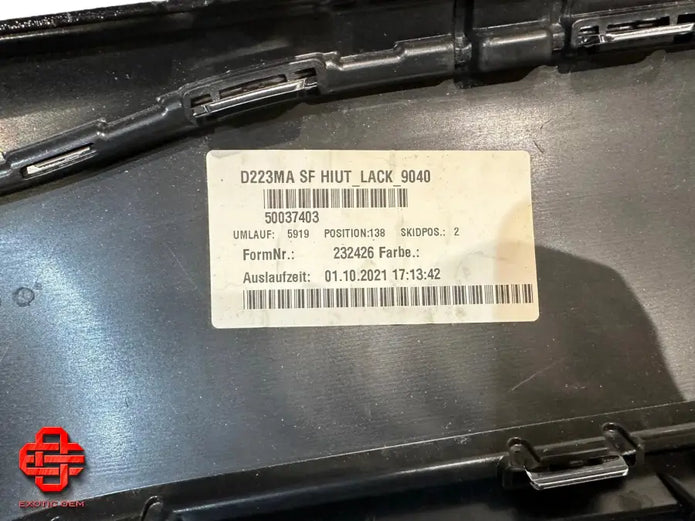 D223MA SF HIUT_LACK_9040
50037403
UMLAUF: 5919 POSITION:138 SKIDPOS.: 2
FormNr.: 232426 Farbe.:
Auslaufzeit: 01.10.2021 17:13:42
EXOTIC OEM